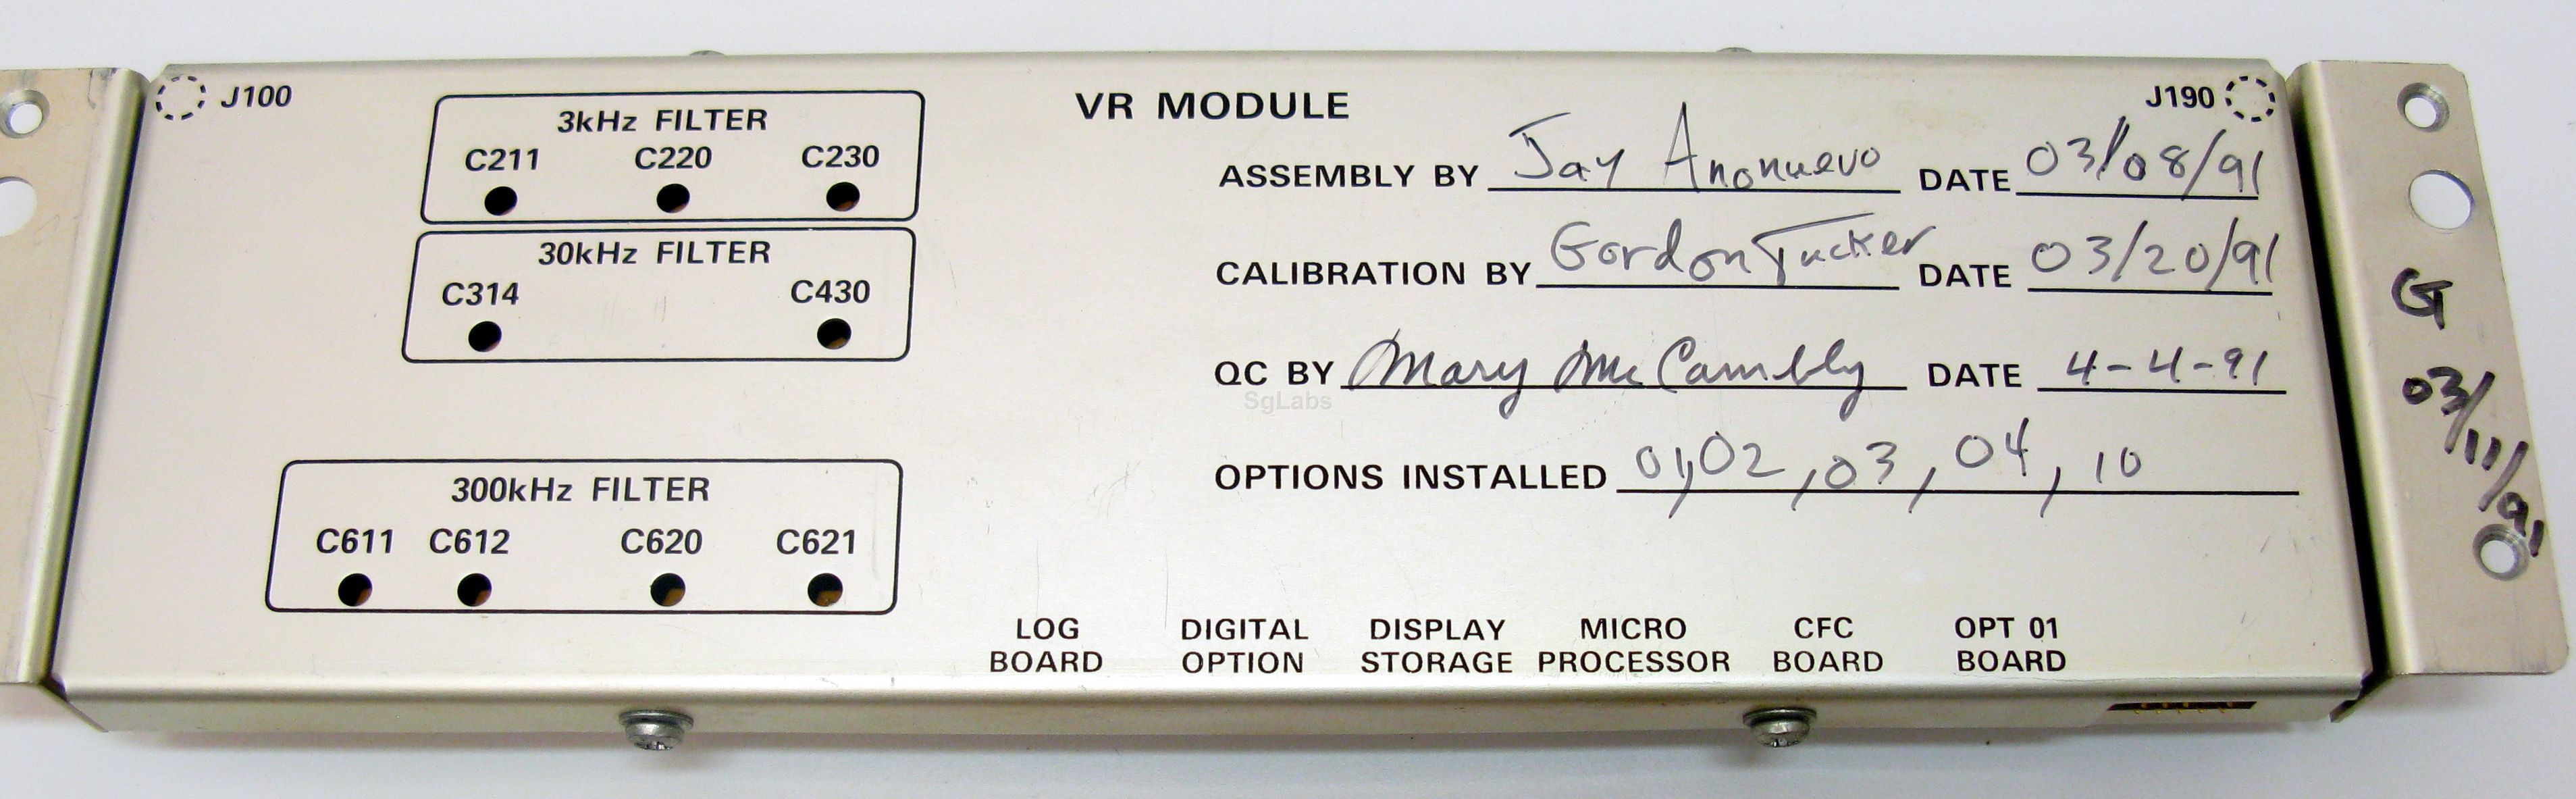 J100
3kHz FILTER
C211 C220 C230
30kHz FILTER
C314 C430
300kHz FILTER
C611 C612 C620 C621
VR MODULE
J190
ASSEMBLY BY Jay Anonuevo DATE 03/08/91
CALIBRATION BY Gordon Tucker DATE 03/20/91
QC BY Mary McCambly DATE 4-4-91
SgLabs
OPTIONS INSTALLED 01,02,03,04,10
LOG BOARD
DIGITAL OPTION
DISPLAY STORAGE
MICRO PROCESSOR
CFC BOARD
OPT 01 BOARD
G
03/11/91